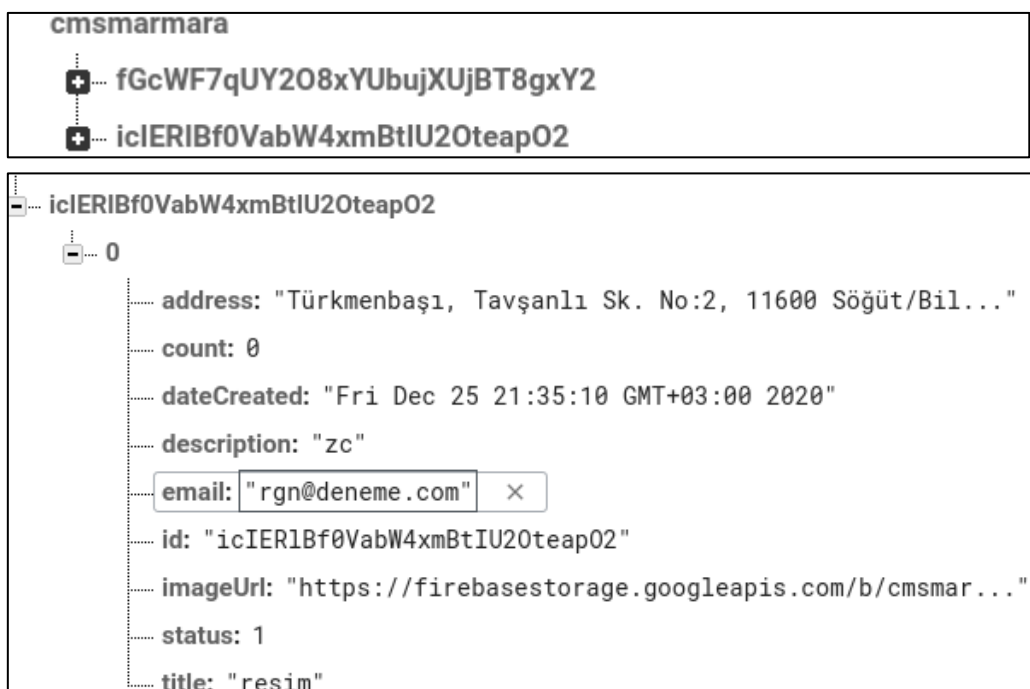 cmsmarmara
fGcWF7qUY2O8xYUbujXUjBT8gxY2
icIERlBf0VabW4xmBtIU2OteapO2
icIERlBf0VabW4xmBtIU2OteapO2
0
address: "Türkmenbaşı, Tavşanlı Sk. No:2, 11600 Söğüt/Bil..."
count: 0
dateCreated: "Fri Dec 25 21:35:10 GMT+03:00 2020"
description: "zc"
email: "rgn@deneme.com"
id: "icIERlBf0VabW4xmBtIU2OteapO2"
imageUrl: "https://firebasestorage.googleapis.com/b/cmsmar..."
status: 1
title: "resim"